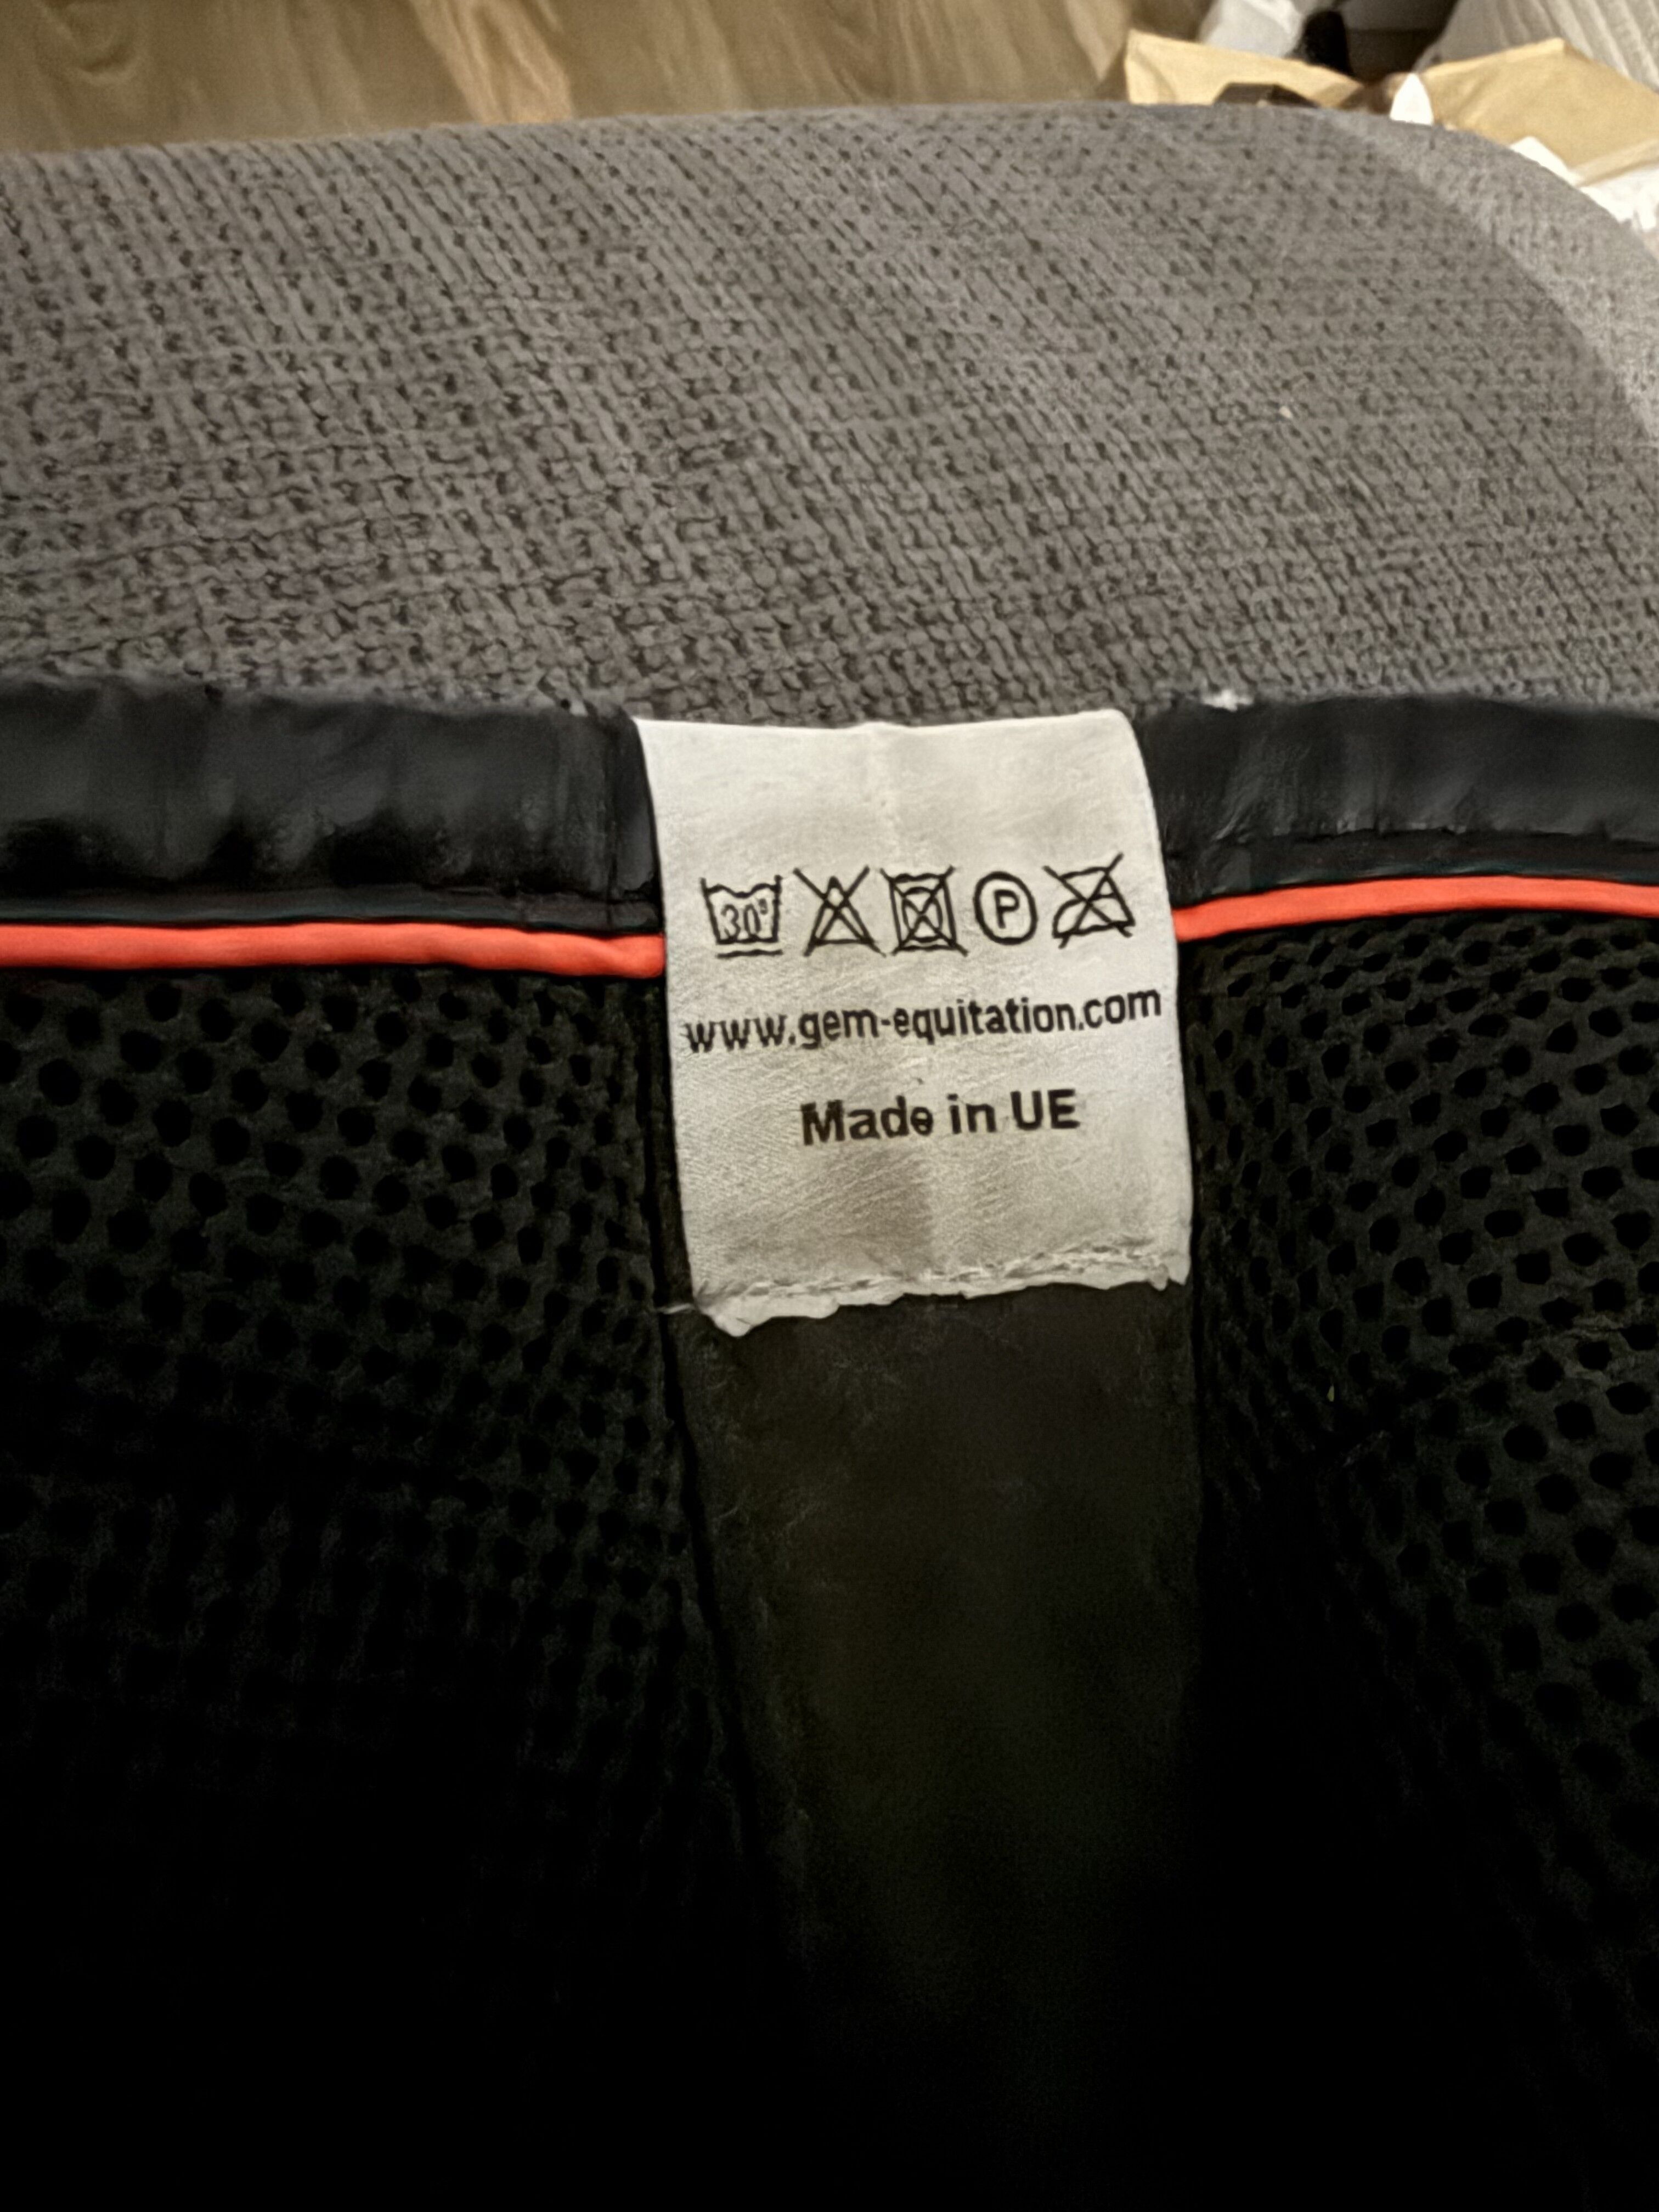 30°
P
www.gem-equitation.com
Made in UE